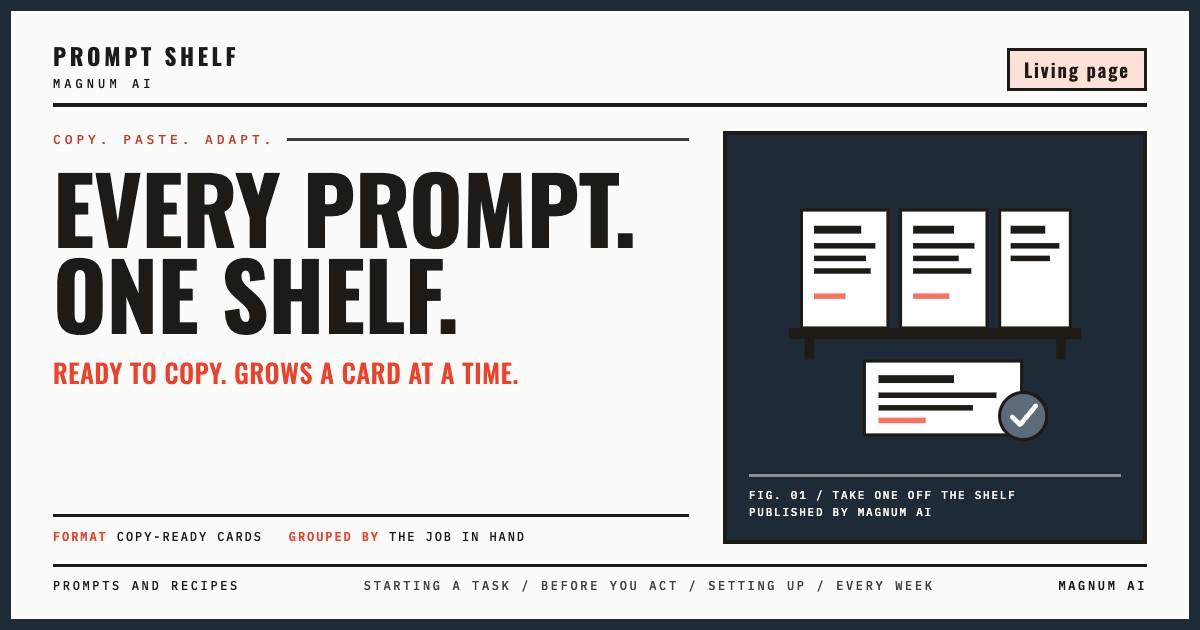 PROMPT SHELF
MAGNUM AI
Living page
COPY. PASTE. ADAPT.
EVERY PROMPT.
ONE SHELF.
READY TO COPY. GROWS A CARD AT A TIME.
FORMAT COPY-READY CARDS GROUPED BY THE JOB IN HAND
FIG. 01 / TAKE ONE OFF THE SHELF
PUBLISHED BY MAGNUM AI
PROMPTS AND RECIPES
STARTING A TASK / BEFORE YOU ACT / SETTING UP / EVERY WEEK
MAGNUM AI